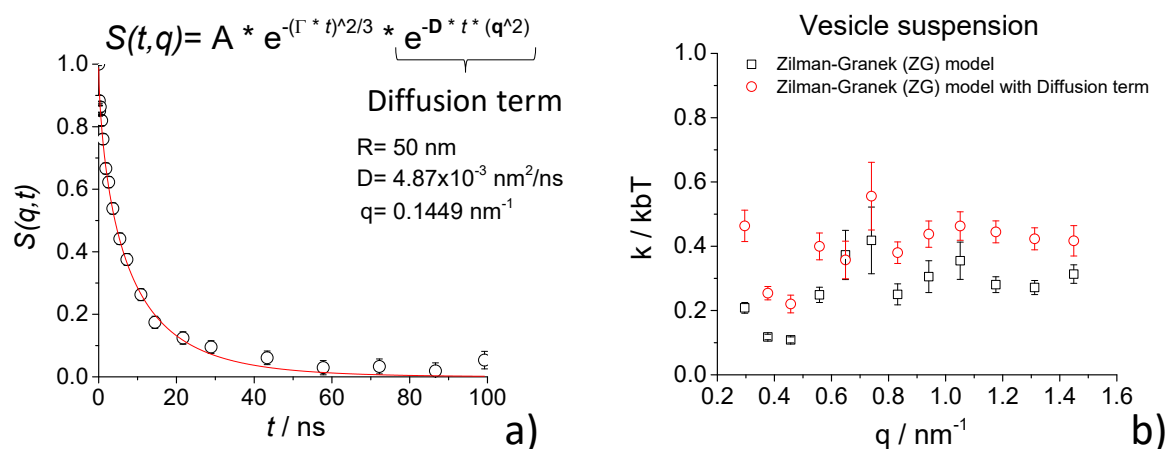 S(t,q)= A * e^-(Γ * t)^2/3 * e^-D * t * (q^2)
Diffusion term
R= 50 nm
D= 4.87x10⁻³ nm²/ns
q= 0.1449 nm⁻¹
1.0
0.8
0.6
0.4
0.2
0.0
S(q,t)
0 20 40 60 80 100
t / ns
a)
Vesicle suspension
Zilman-Granek (ZG) model
Zilman-Granek (ZG) model with Diffusion term
1.0
0.8
0.6
0.4
0.2
0.0
k / kbT
0.2 0.4 0.6 0.8 1.0 1.2 1.4 1.6
q / nm⁻¹
b)